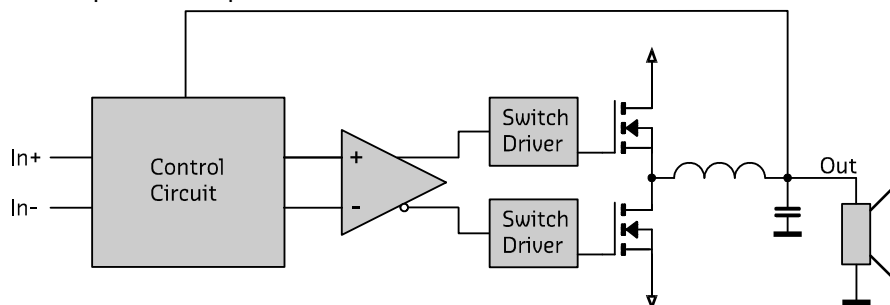 Switch
Driver
In+
Control
Circuit
+
Out
In-
-
Switch
Driver